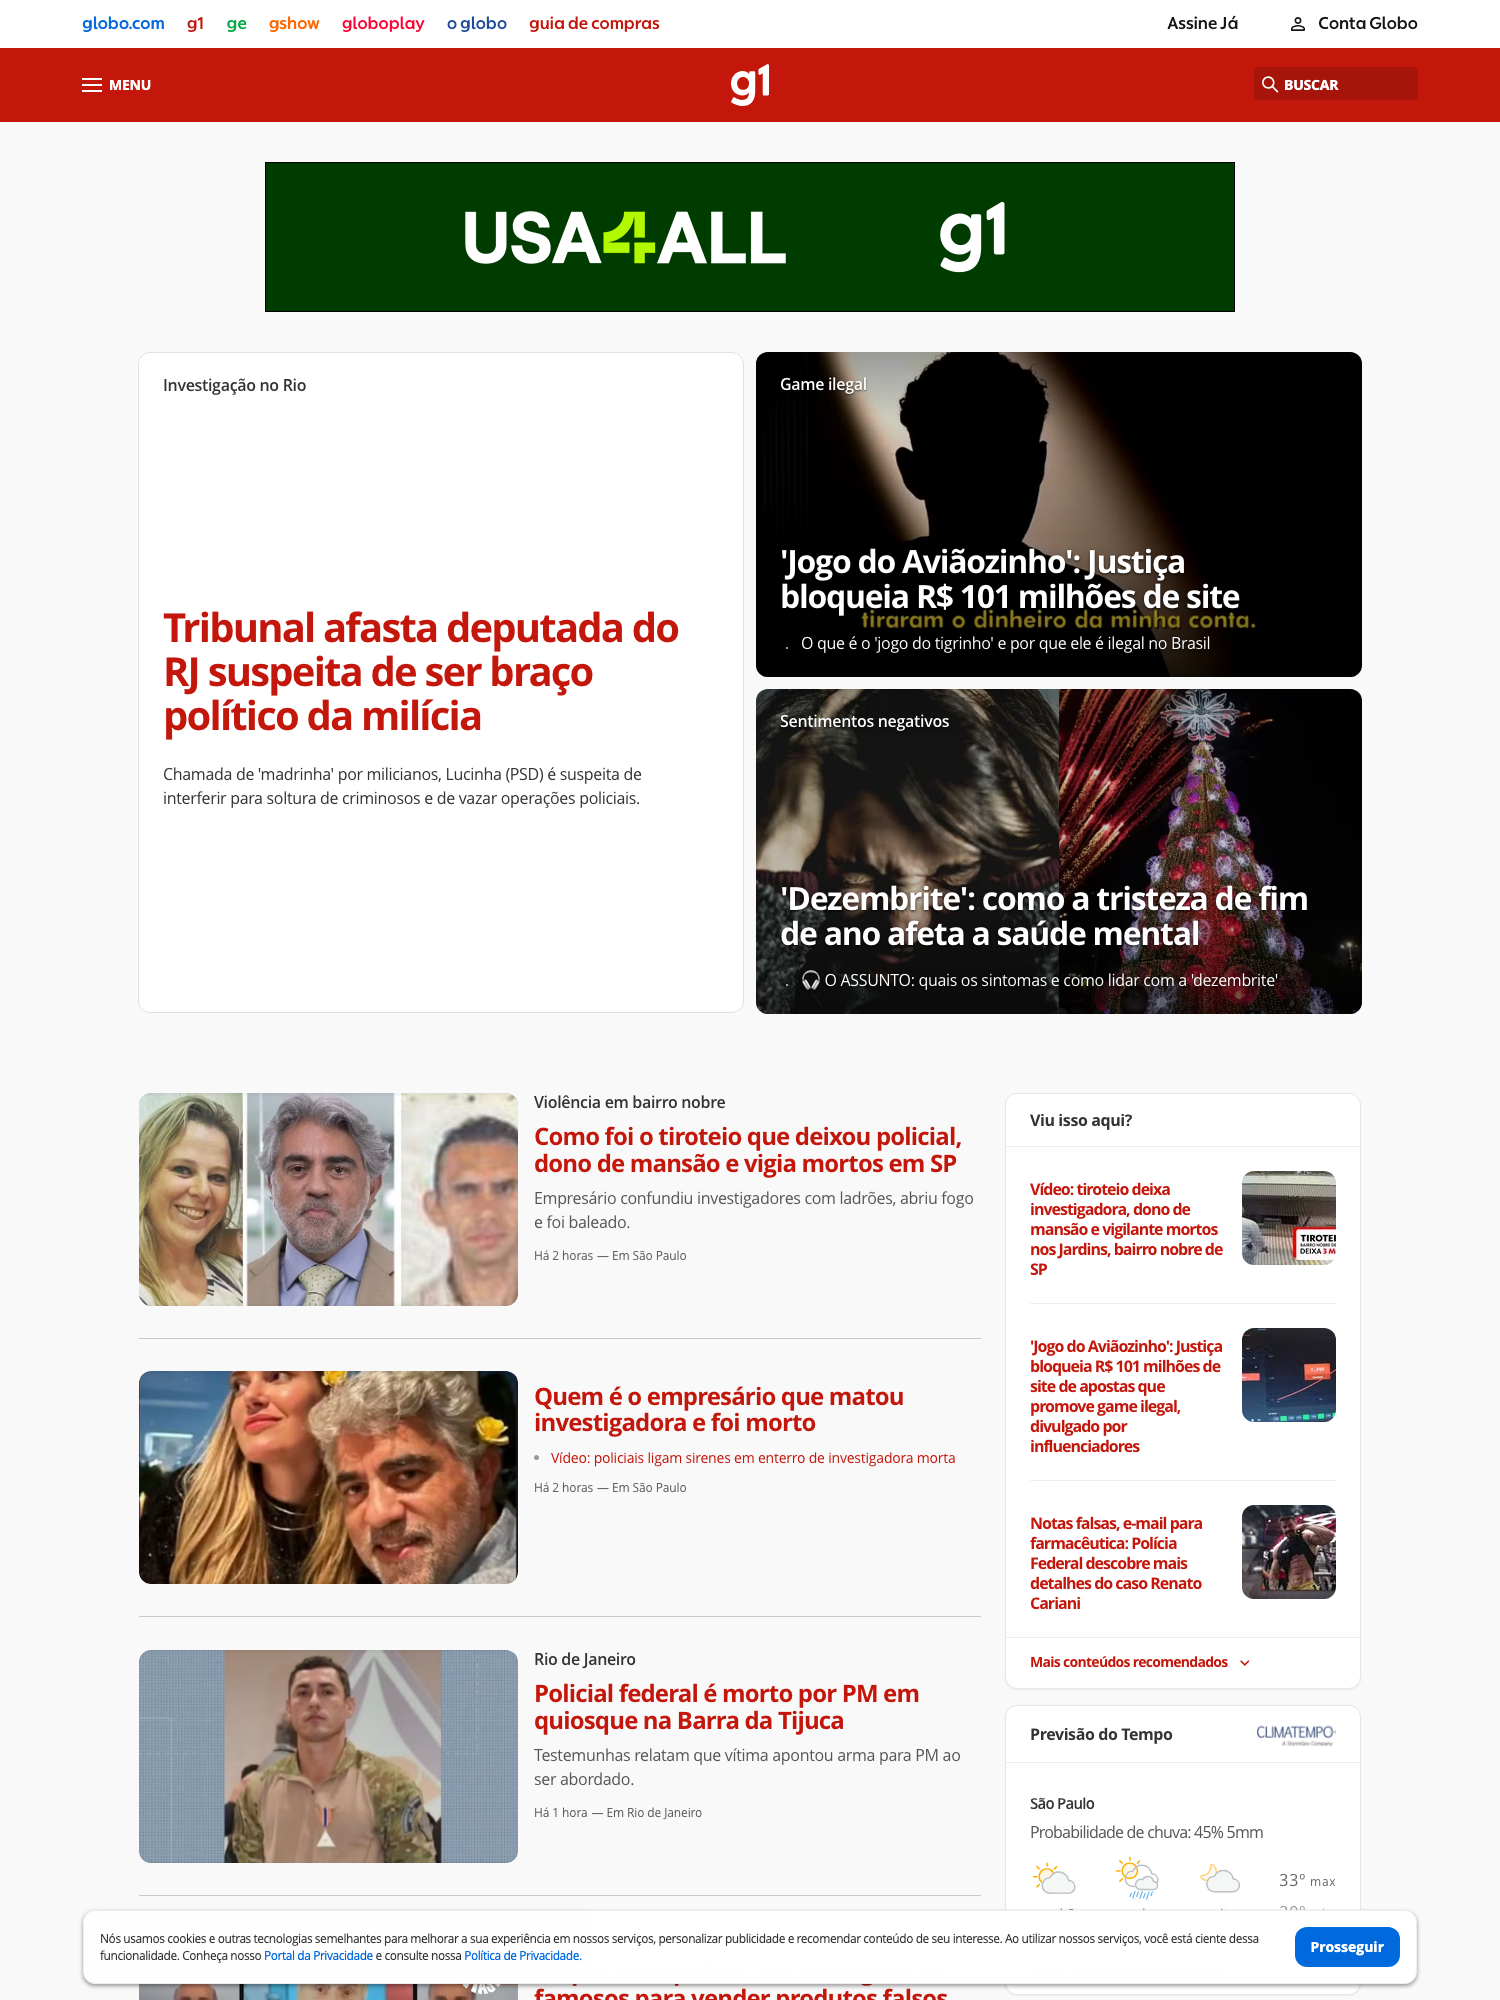 globo.com g1 ge gshow globoplay o globo guia de compras Assine Já Conta Globo
MENU g1 BUSCAR
USA4ALL g1
Investigação no Rio
Tribunal afasta deputada do
RJ suspeita de ser braço
político da milícia
Chamada de 'madrinha' por milicianos, Lucinha (PSD) é suspeita de
interferir para soltura de criminosos e de vazar operações policiais.
Game ilegal
'Jogo do Aviãozinho': Justiça
bloqueia R$ 101 milhões de site
tiraram o dinheiro da minha conta.
. O que é o 'jogo do tigrinho' e por que ele é ilegal no Brasil
Sentimentos negativos
'Dezembrite': como a tristeza de fim
de ano afeta a saúde mental
. 🎧 O ASSUNTO: quais os sintomas e como lidar com a 'dezembrite'
Violência em bairro nobre
Como foi o tiroteio que deixou policial,
dono de mansão e vigia mortos em SP
Empresário confundiu investigadores com ladrões, abriu fogo
e foi baleado.
Há 2 horas — Em São Paulo
Quem é o empresário que matou
investigadora e foi morto
• Vídeo: policiais ligam sirenes em enterro de investigadora morta
Há 2 horas — Em São Paulo
Rio de Janeiro
Policial federal é morto por PM em
quiosque na Barra da Tijuca
Testemunhas relatam que vítima apontou arma para PM ao
ser abordado.
Há 1 hora — Em Rio de Janeiro
famosos para vender produtos falsos
Viu isso aqui?
Vídeo: tiroteio deixa
investigadora, dono de
mansão e vigilante mortos
nos Jardins, bairro nobre de
SP
TIROTEI
BAIRRO NOBRE DE
DEIXA 3 M
'Jogo do Aviãozinho': Justiça
bloqueia R$ 101 milhões de
site de apostas que
promove game ilegal,
divulgado por
influenciadores
Notas falsas, e-mail para
farmacêutica: Polícia
Federal descobre mais
detalhes do caso Renato
Cariani
Mais conteúdos recomendados
Previsão do Tempo CLIMATEMPO
A StormGeo Company
São Paulo
Probabilidade de chuva: 45% 5mm
33º max
Nós usamos cookies e outras tecnologias semelhantes para melhorar a sua experiência em nossos serviços, personalizar publicidade e recomendar conteúdo de seu interesse. Ao utilizar nossos serviços, você está ciente dessa
funcionalidade. Conheça nosso Portal da Privacidade e consulte nossa Política de Privacidade.
Prosseguir